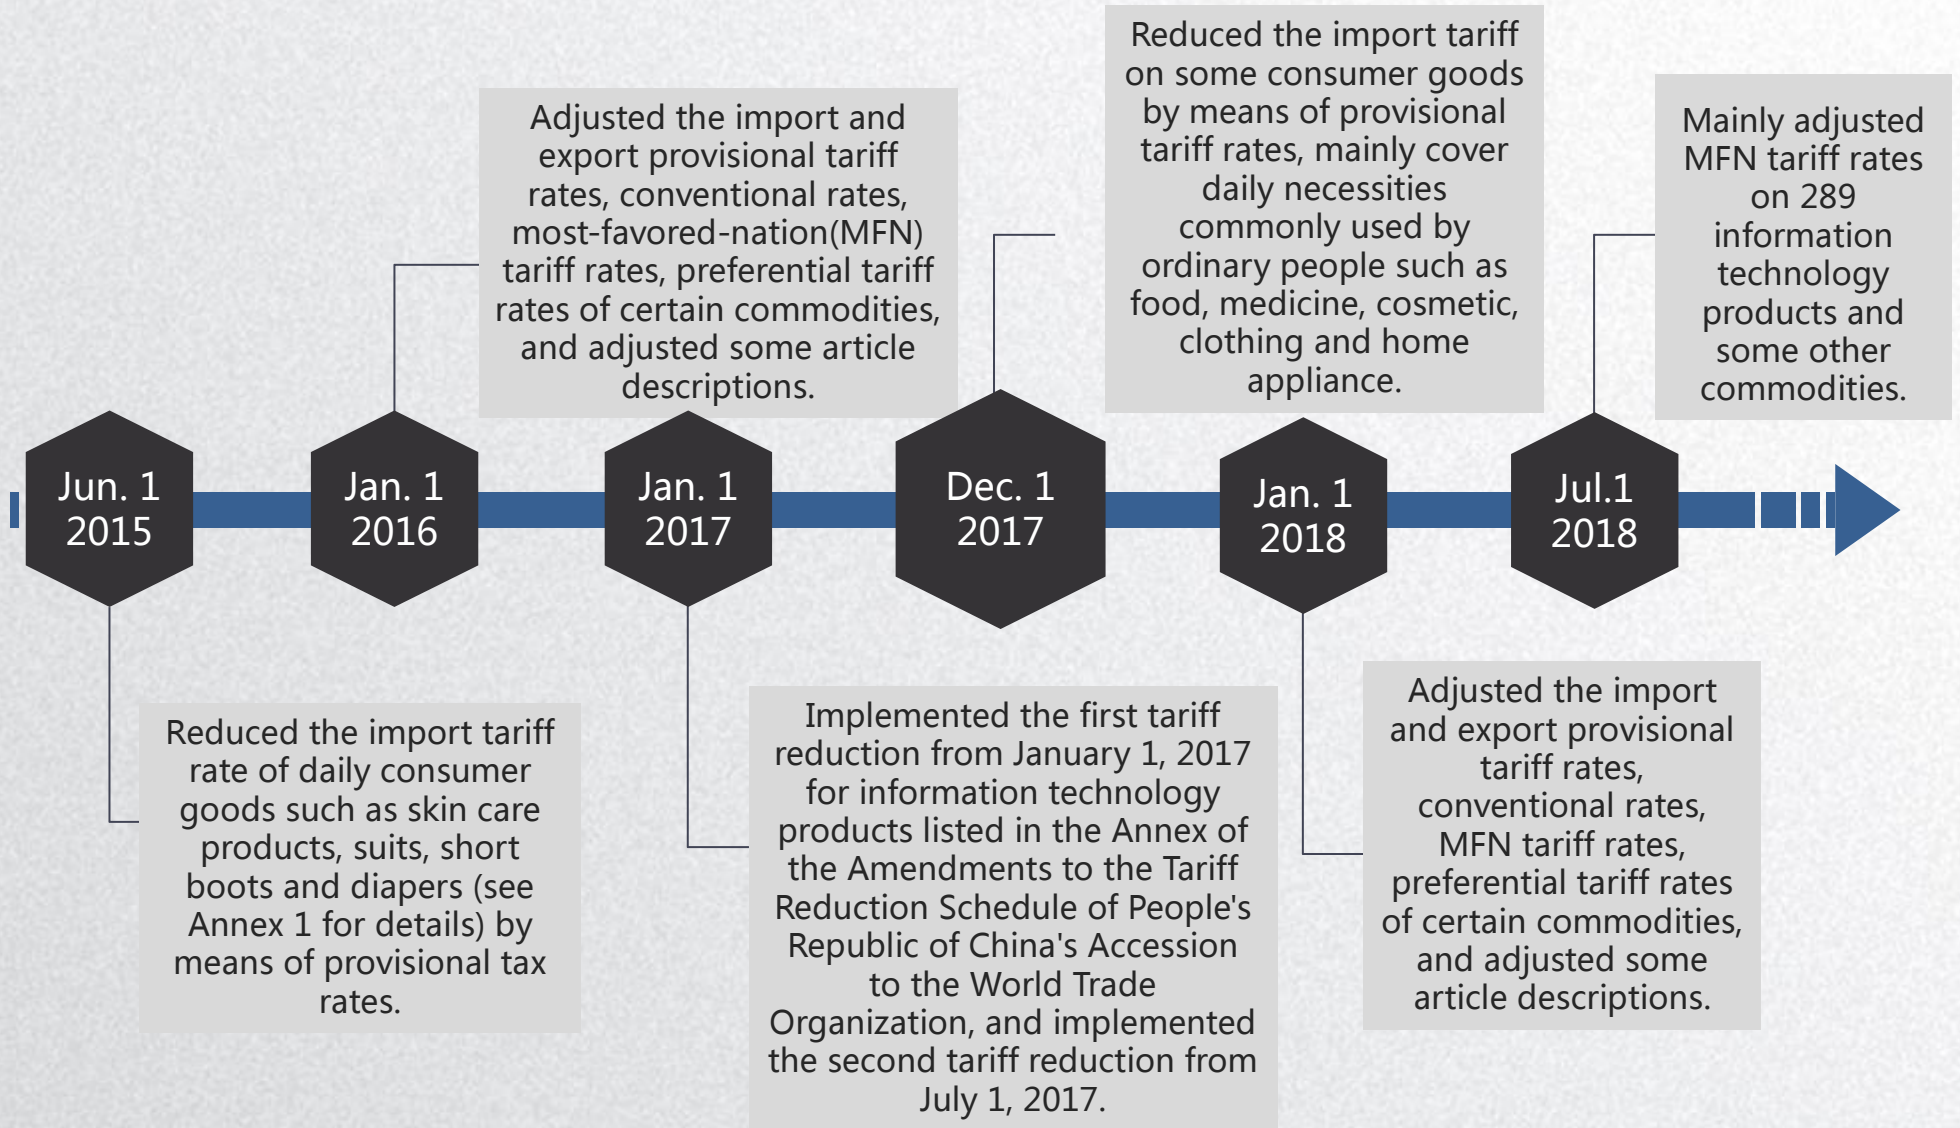 Jun. 1
2015
Reduced the import tariff
rate of daily consumer
goods such as skin care
products, suits, short
boots and diapers (see
Annex 1 for details) by
means of provisional tax
rates.
Jan. 1
2016
Adjusted the import and
export provisional tariff
rates, conventional rates,
most-favored-nation(MFN)
tariff rates, preferential tariff
rates of certain commodities,
and adjusted some article
descriptions.
Jan. 1
2017
Implemented the first tariff
reduction from January 1, 2017
for information technology
products listed in the Annex of
the Amendments to the Tariff
Reduction Schedule of People's
Republic of China's Accession
to the World Trade
Organization, and implemented
the second tariff reduction from
July 1, 2017.
Dec. 1
2017
Reduced the import tariff
on some consumer goods
by means of provisional
tariff rates, mainly cover
daily necessities
commonly used by
ordinary people such as
food, medicine, cosmetic,
clothing and home
appliance.
Jan. 1
2018
Adjusted the import
and export provisional
tariff rates,
conventional rates,
MFN tariff rates,
preferential tariff rates
of certain commodities,
and adjusted some
article descriptions.
Jul.1
2018
Mainly adjusted
MFN tariff rates
on 289
information
technology
products and
some other
commodities.